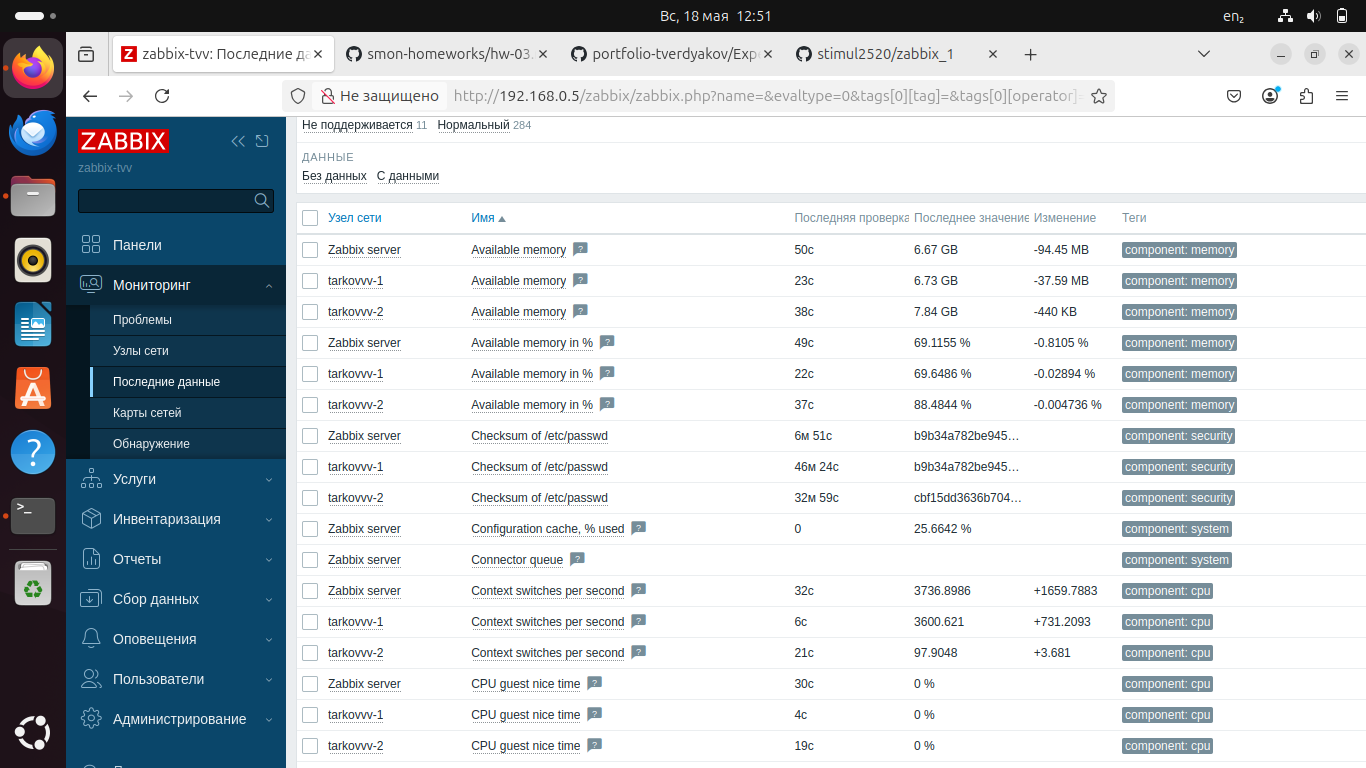 Вс, 18 мая 12:51
en₂
zabbix-tvv: Последние да
smon-homeworks/hw-03.
portfolio-tverdyakov/Exp
stimul2520/zabbix_1
Не защищено
http://192.168.0.5/zabbix/zabbix.php?name=&evaltype=0&tags[0][tag]=&tags[0][operator]=
ZABBIX
zabbix-tvv
Панели
Мониторинг
Проблемы
Узлы сети
Последние данные
Карты сетей
Обнаружение
Услуги
Инвентаризация
Отчеты
Сбор данных
Оповещения
Пользователи
Администрирование
Не поддерживается 11 Нормальный 284
ДАННЫЕ
Без данных С данными
Узел сети Имя Последняя проверка Последнее значение Изменение Теги
Zabbix server Available memory ? 50с 6.67 GB -94.45 MB component: memory
tarkovvv-1 Available memory ? 23с 6.73 GB -37.59 MB component: memory
tarkovvv-2 Available memory ? 38с 7.84 GB -440 KB component: memory
Zabbix server Available memory in % ? 49с 69.1155 % -0.8105 % component: memory
tarkovvv-1 Available memory in % ? 22с 69.6486 % -0.02894 % component: memory
tarkovvv-2 Available memory in % ? 37с 88.4844 % -0.004736 % component: memory
Zabbix server Checksum of /etc/passwd 6м 51с b9b34a782be945… component: security
tarkovvv-1 Checksum of /etc/passwd 46м 24с b9b34a782be945… component: security
tarkovvv-2 Checksum of /etc/passwd 32м 59с cbf15dd3636b704… component: security
Zabbix server Configuration cache, % used ? 0 25.6642 % component: system
Zabbix server Connector queue ? component: system
Zabbix server Context switches per second ? 32с 3736.8986 +1659.7883 component: cpu
tarkovvv-1 Context switches per second ? 6с 3600.621 +731.2093 component: cpu
tarkovvv-2 Context switches per second ? 21с 97.9048 +3.681 component: cpu
Zabbix server CPU guest nice time ? 30с 0 % component: cpu
tarkovvv-1 CPU guest nice time ? 4с 0 % component: cpu
tarkovvv-2 CPU guest nice time ? 19с 0 % component: cpu